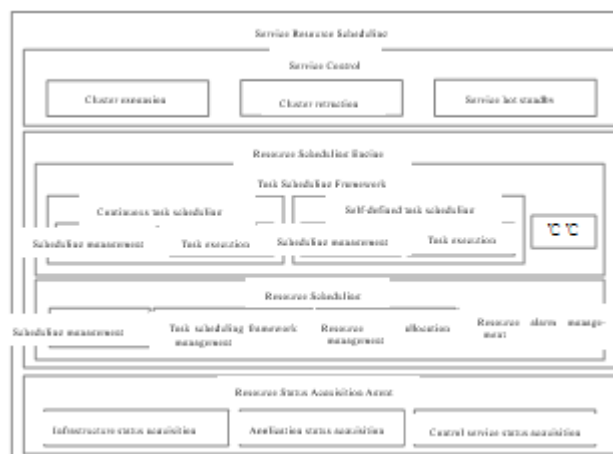 Service Resource Scheduling
Service Control
Cluster expansion
Cluster retraction
Service hot standby
Resource Scheduling Engine
Task Scheduling Framework
Continuous task scheduling
Self-defined task scheduling
Scheduling management
Task execution
Scheduling management
Task execution
℃ ℃
Resource Scheduling
Scheduling management
Task scheduling framework
management
Resource allocation
management
Resource alarm manage-
ment
Resource Status Acquisition Agent
Infrastructure status acquisition
Application status acquisition
Control service status acquisition